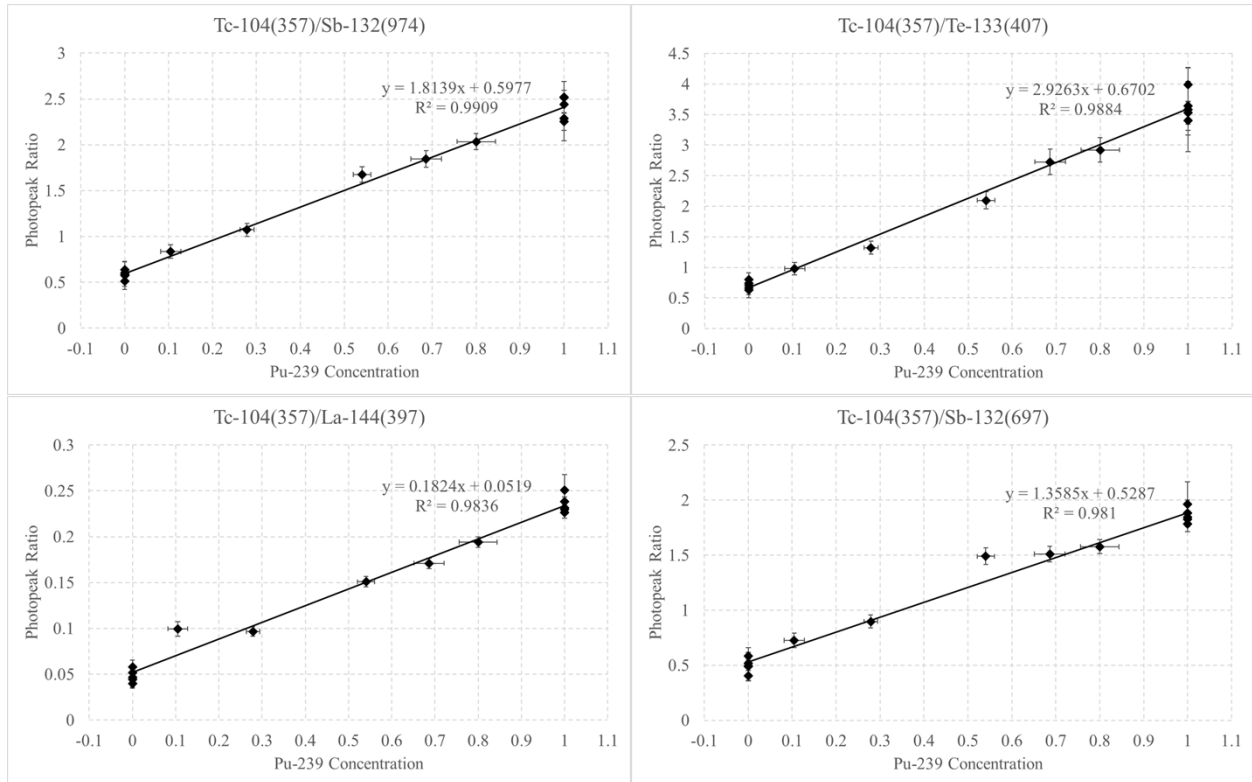 Tc-104(357)/Sb-132(974)
3
2.5
2
1.5
1
0.5
0
Photopeak Ratio
y = 1.8139x + 0.5977
R² = 0.9909
-0.1 0 0.1 0.2 0.3 0.4 0.5 0.6 0.7 0.8 0.9 1 1.1
Pu-239 Concentration
Tc-104(357)/Te-133(407)
4.5
4
3.5
3
2.5
2
1.5
1
0.5
0
Photopeak Ratio
y = 2.9263x + 0.6702
R² = 0.9884
-0.1 0 0.1 0.2 0.3 0.4 0.5 0.6 0.7 0.8 0.9 1 1.1
Pu-239 Concentration
Tc-104(357)/La-144(397)
0.3
0.25
0.2
0.15
0.1
0.05
0
Photopeak Ratio
y = 0.1824x + 0.0519
R² = 0.9836
-0.1 0 0.1 0.2 0.3 0.4 0.5 0.6 0.7 0.8 0.9 1 1.1
Pu-239 Concentration
Tc-104(357)/Sb-132(697)
2.5
2
1.5
1
0.5
0
Photopeak Ratio
y = 1.3585x + 0.5287
R² = 0.981
-0.1 0 0.1 0.2 0.3 0.4 0.5 0.6 0.7 0.8 0.9 1 1.1
Pu-239 Concentration